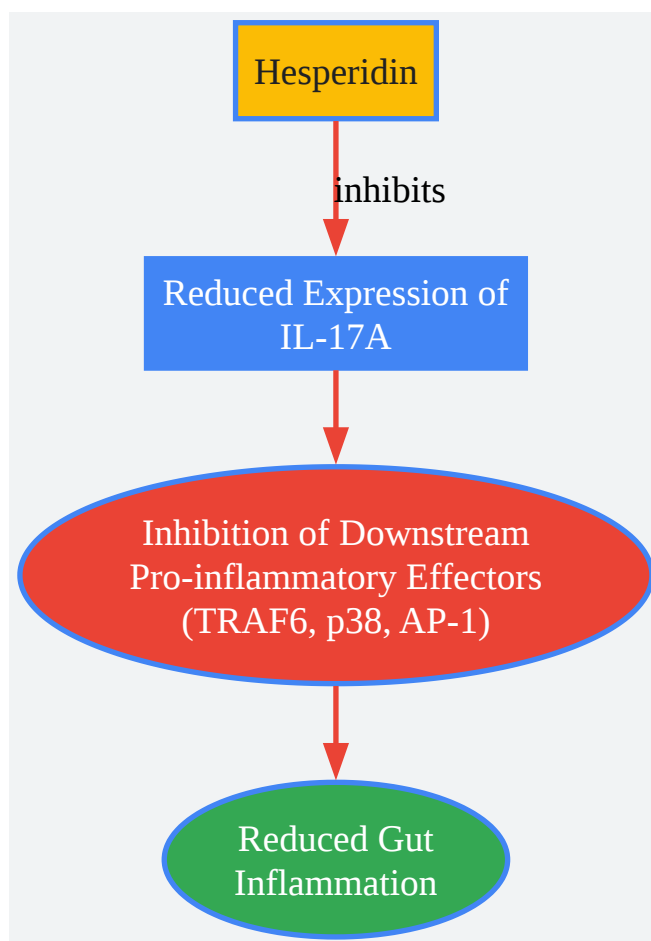 Hesperidin
inhibits
Reduced Expression of
IL-17A
Inhibition of Downstream
Pro-inflammatory Effectors
(TRAF6, p38, AP-1)
Reduced Gut
Inflammation